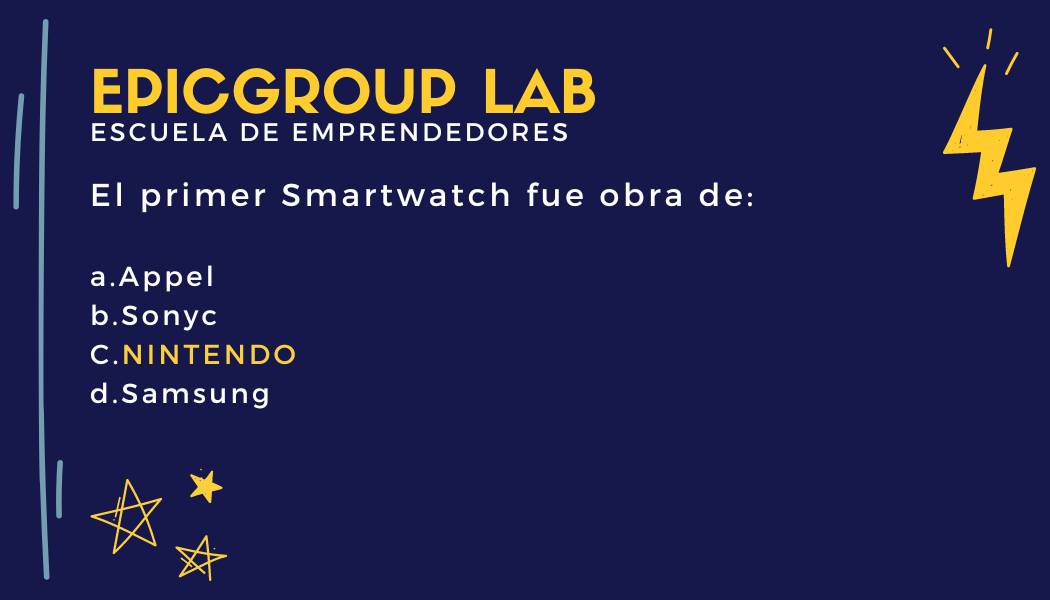 EPICGROUP LAB
ESCUELA DE EMPRENDEDORES
El primer Smartwatch fue obra de:
a.Appel
b.Sonyc
C.NINTENDO
d.Samsung